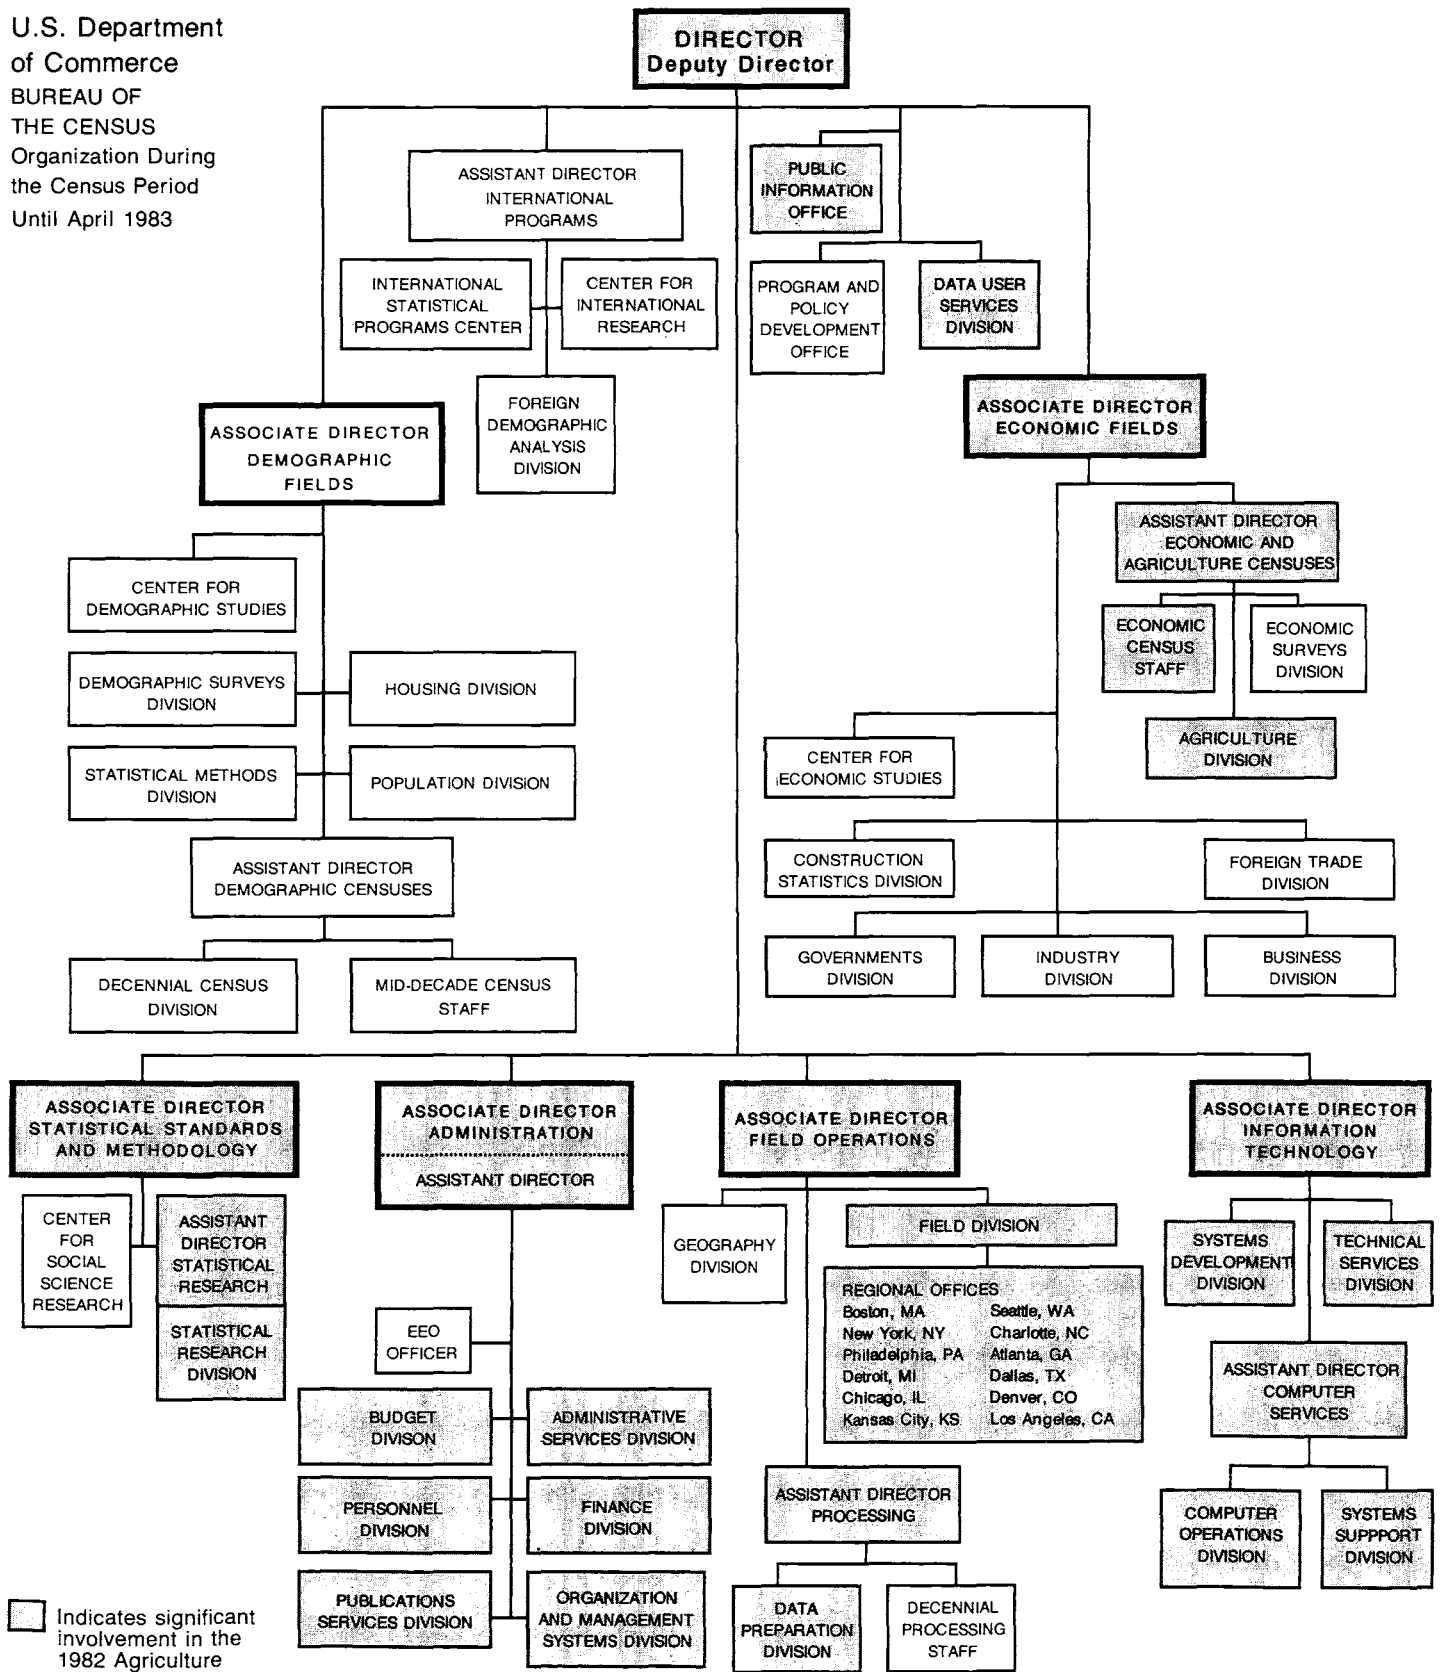 U.S. Department
of Commerce
BUREAU OF
THE CENSUS
Organization During
the Census Period
Until April 1983
DIRECTOR
Deputy Director
ASSISTANT DIRECTOR
INTERNATIONAL
PROGRAMS
INTERNATIONAL
STATISTICAL
PROGRAMS CENTER
CENTER FOR
INTERNATIONAL
RESEARCH
FOREIGN
DEMOGRAPHIC
ANALYSIS
DIVISION
PUBLIC
INFORMATION
OFFICE
PROGRAM AND
POLICY
DEVELOPMENT
OFFICE
DATA USER
SERVICES
DIVISION
ASSOCIATE DIRECTOR
DEMOGRAPHIC
FIELDS
CENTER FOR
DEMOGRAPHIC STUDIES
DEMOGRAPHIC SURVEYS
DIVISION
HOUSING DIVISION
STATISTICAL METHODS
DIVISION
POPULATION DIVISION
ASSISTANT DIRECTOR
DEMOGRAPHIC CENSUSES
DECENNIAL CENSUS
DIVISION
MID-DECADE CENSUS
STAFF
ASSOCIATE DIRECTOR
ECONOMIC FIELDS
ASSISTANT DIRECTOR
ECONOMIC AND
AGRICULTURE CENSUSES
ECONOMIC
CENSUS
STAFF
ECONOMIC
SURVEYS
DIVISION
AGRICULTURE
DIVISION
CENTER FOR
ECONOMIC STUDIES
CONSTRUCTION
STATISTICS DIVISION
FOREIGN TRADE
DIVISION
GOVERNMENTS
DIVISION
INDUSTRY
DIVISION
BUSINESS
DIVISION
ASSOCIATE DIRECTOR
STATISTICAL STANDARDS
AND METHODOLOGY
CENTER
FOR
SOCIAL
SCIENCE
RESEARCH
ASSISTANT
DIRECTOR
STATISTICAL
RESEARCH
STATISTICAL
RESEARCH
DIVISION
ASSOCIATE DIRECTOR
ADMINISTRATION
ASSISTANT DIRECTOR
EEO
OFFICER
BUDGET
DIVISON
ADMINISTRATIVE
SERVICES DIVISION
PERSONNEL
DIVISION
FINANCE
DIVISION
PUBLICATIONS
SERVICES DIVISION
ORGANIZATION
AND MANAGEMENT
SYSTEMS DIVISION
ASSOCIATE DIRECTOR
FIELD OPERATIONS
GEOGRAPHY
DIVISION
FIELD DIVISION
REGIONAL OFFICES
Boston, MA Seattle, WA
New York, NY Charlotte, NC
Philadelphia, PA Atlanta, GA
Detroit, MI Dallas, TX
Chicago, IL Denver, CO
Kansas City, KS Los Angeles, CA
ASSISTANT DIRECTOR
PROCESSING
DATA
PREPARATION
DIVISION
DECENNIAL
PROCESSING
STAFF
ASSOCIATE DIRECTOR
INFORMATION
TECHNOLOGY
SYSTEMS
DEVELOPMENT
DIVISION
TECHNICAL
SERVICES
DIVISION
ASSISTANT DIRECTOR
COMPUTER
SERVICES
COMPUTER
OPERATIONS
DIVISION
SYSTEMS
SUPPPORT
DIVISION
Indicates significant
involvement in the
1982 Agriculture